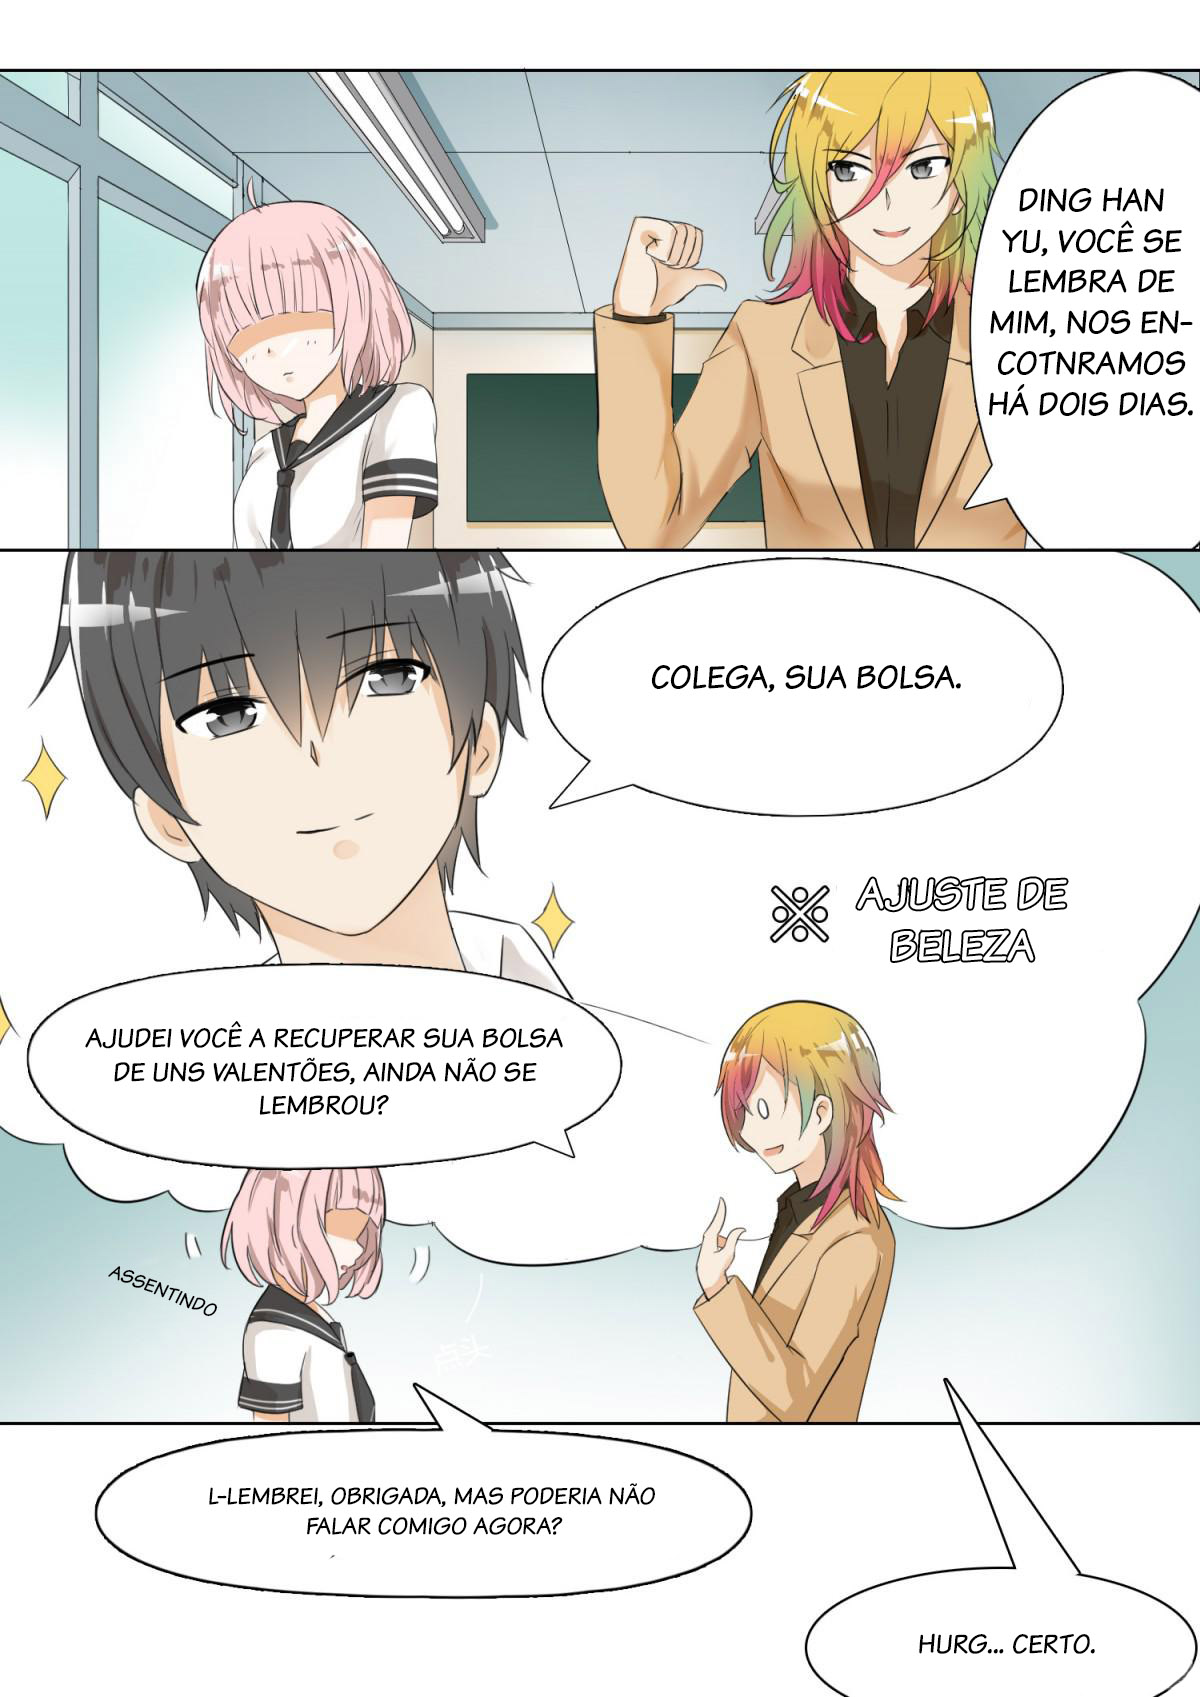 DING HAN
YU, VOCÊ SE
LEMBRA DE
MIM, NOS EN-
COTNRAMOS
HÁ DOIS DIAS.
COLEGA, SUA BOLSA.
※ AJUSTE DE
BELEZA
AJUDEI VOCÊ A RECUPERAR SUA BOLSA
DE UNS VALENTÕES, AINDA NÃO SE
LEMBROU?
ASSENTINDO
点头
L-LEMBREI, OBRIGADA, MAS PODERIA NÃO
FALAR COMIGO AGORA?
HURG... CERTO.